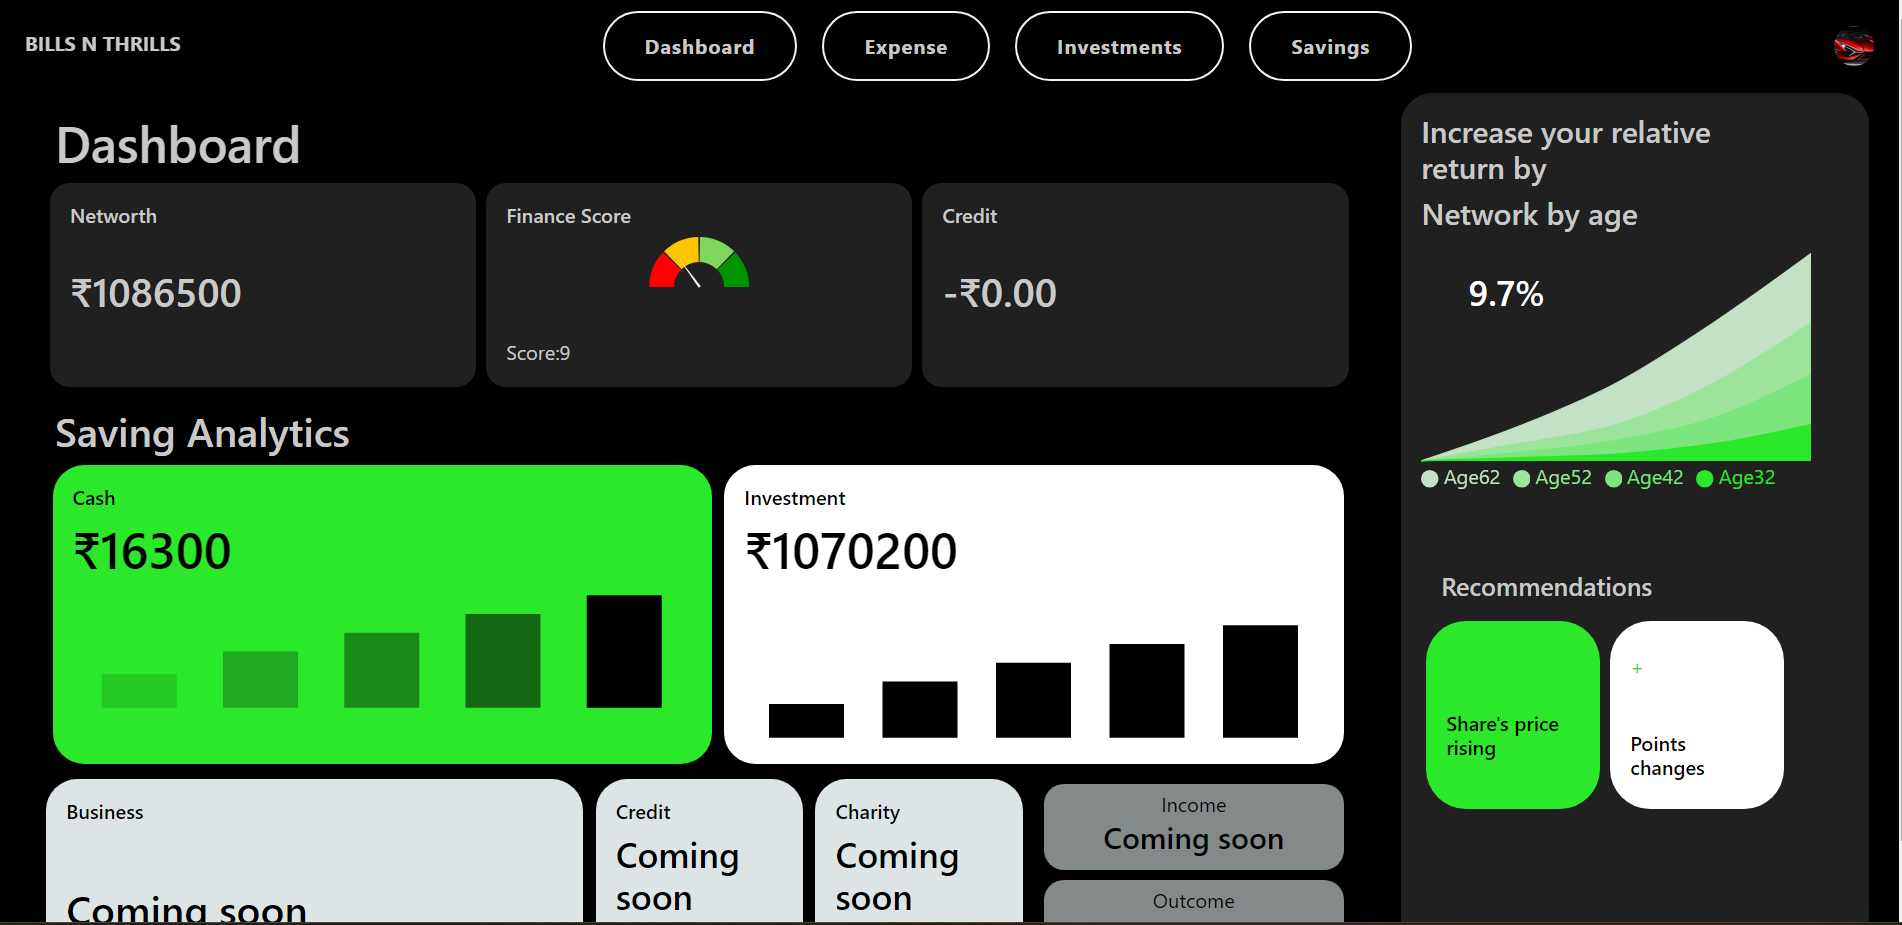 BILLS N THRILLS
Dashboard
Expense
Investments
Savings
Dashboard
Networth
₹1086500
Finance Score
Score:9
Credit
-₹0.00
Saving Analytics
Cash
₹16300
Investment
₹1070200
Business
Coming soon
Credit
Coming
soon
Charity
Coming
soon
Income
Coming soon
Outcome
Increase your relative
return by
Network by age
9.7%
Age62
Age52
Age42
Age32
Recommendations
Share's price
rising
+
Points
changes